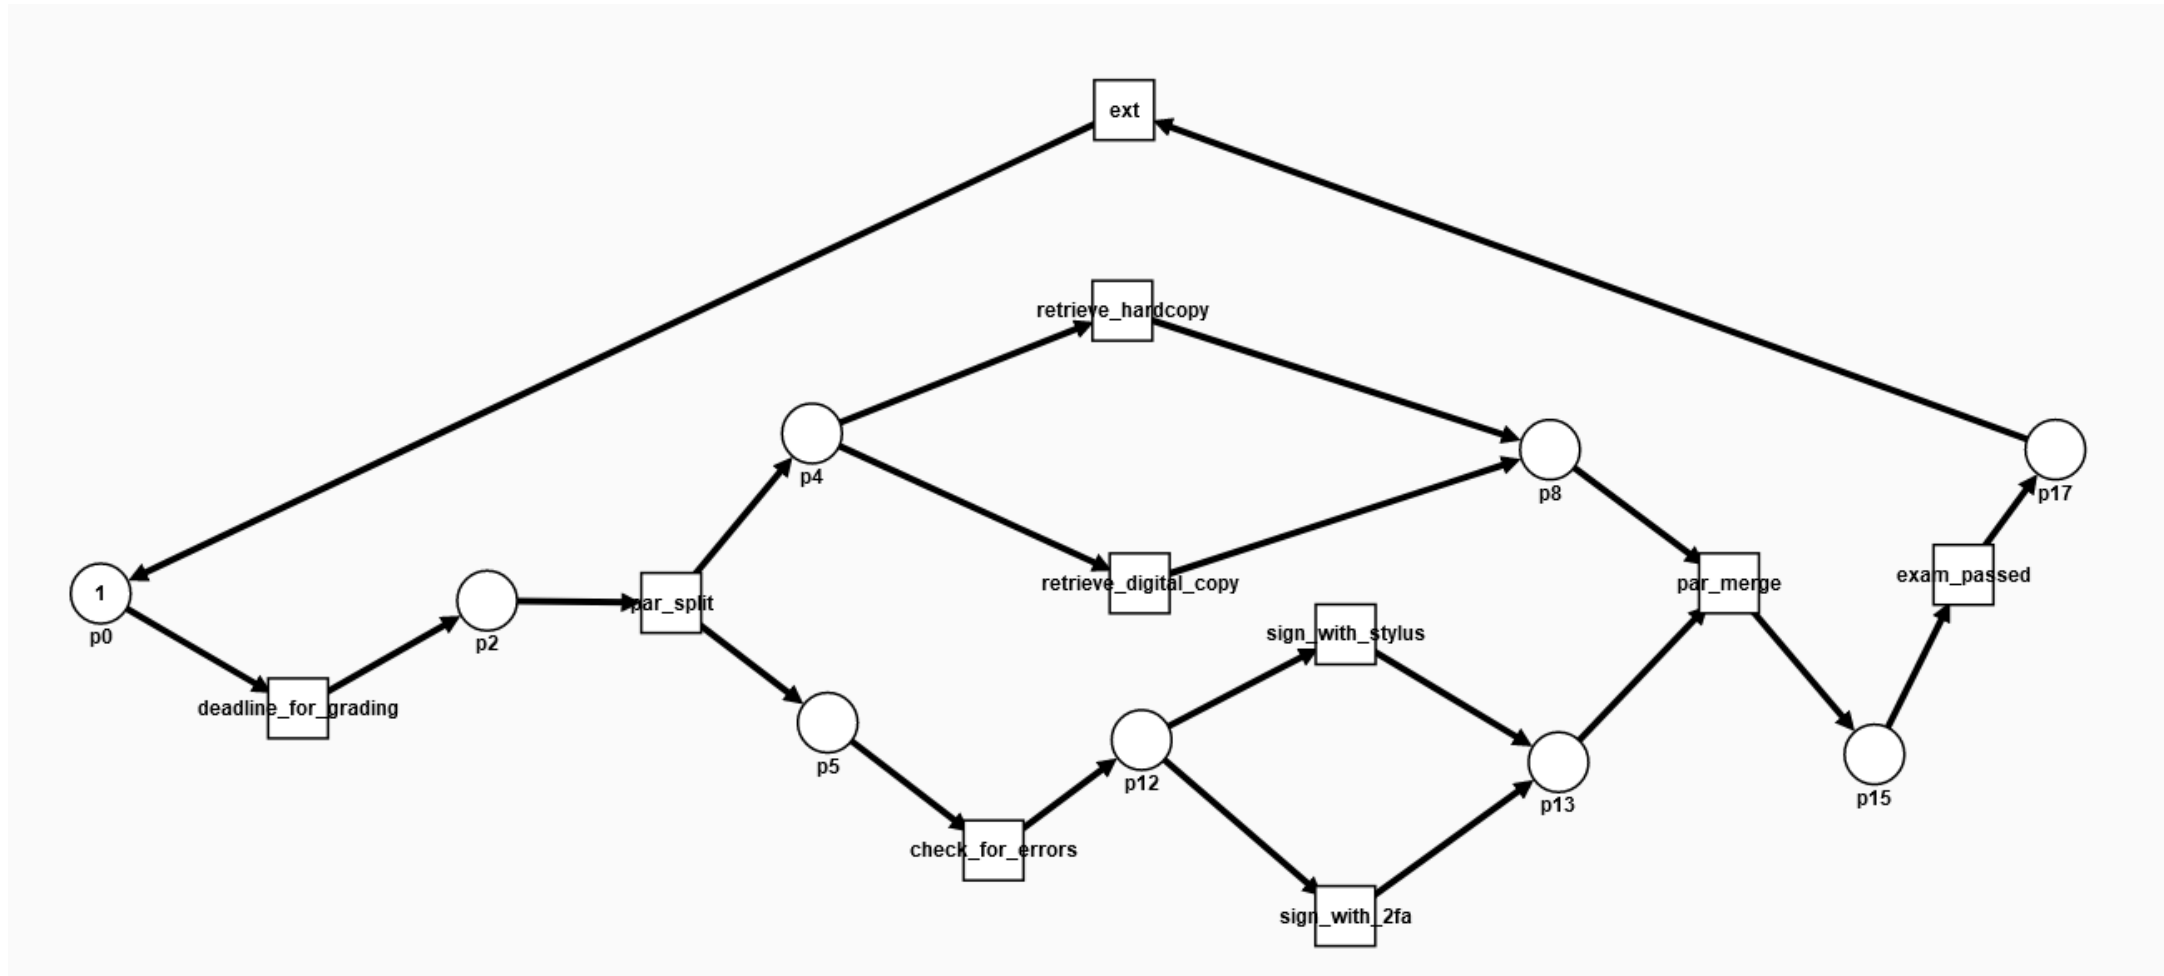 ext
retrieve_hardcopy
p4
p8
p17
1
p0
p2
par_split
retrieve_digital_copy
par_merge
exam_passed
deadline_for_grading
sign_with_stylus
p5
p12
p13
p15
check_for_errors
sign_with_2fa